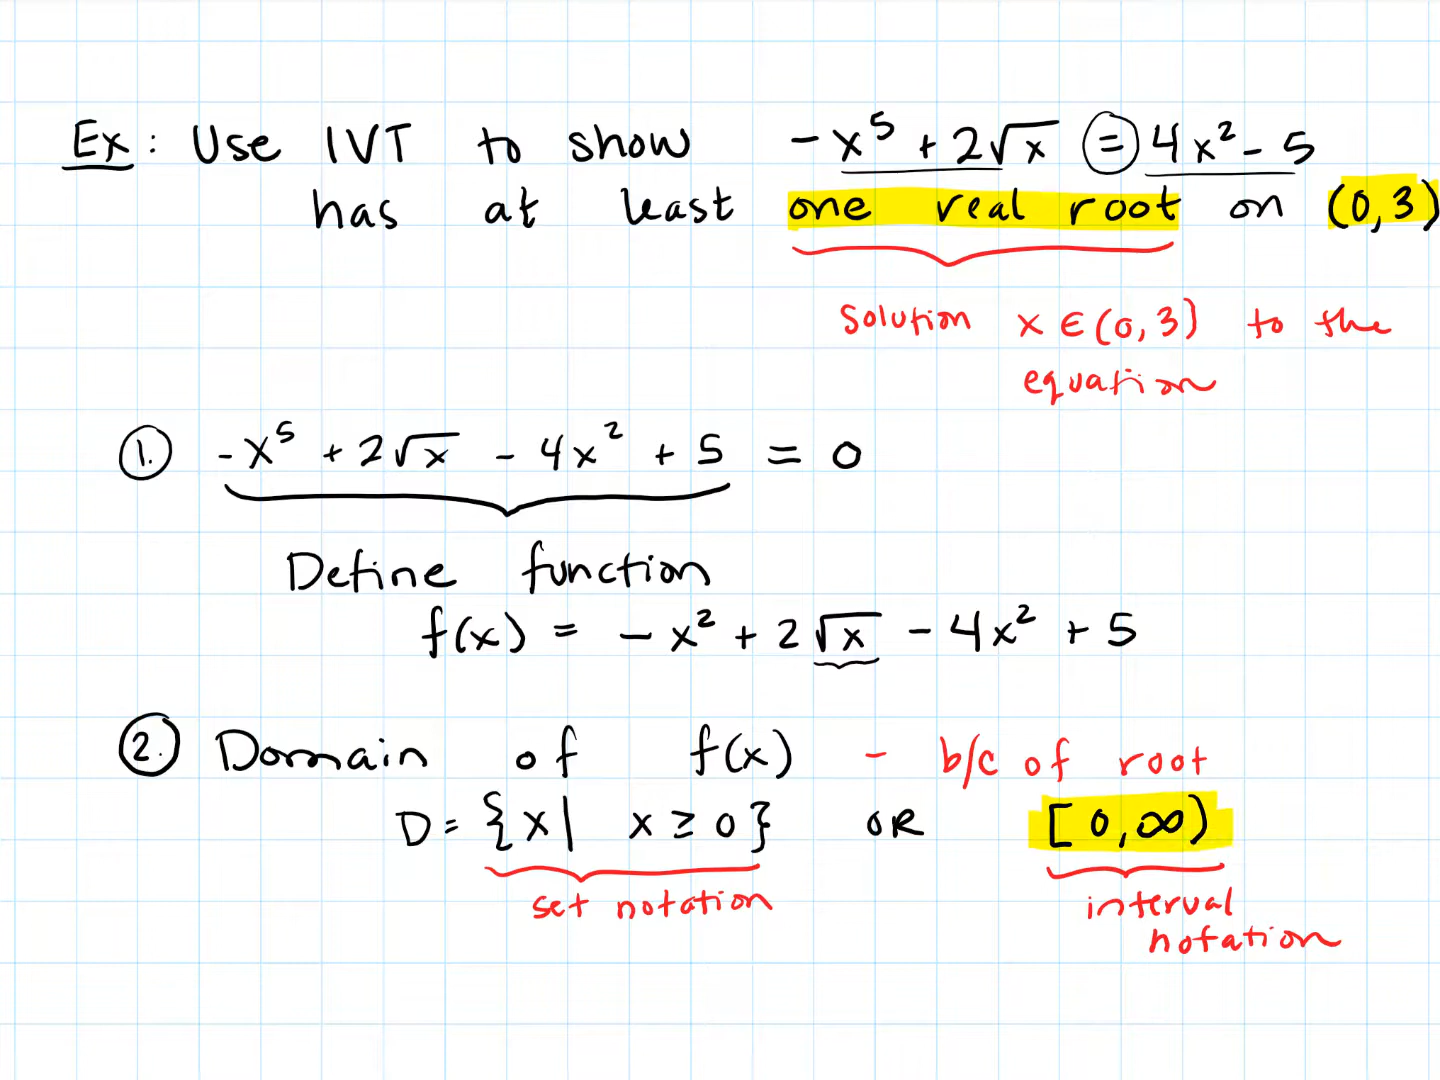 Ex: Use IVT to show -x⁵ + 2√x = 4x² - 5
has at least one real root on (0,3)
Solution x ∈ (0,3) to the
equation
1. -x⁵ + 2√x - 4x² + 5 = 0
Define function
f(x) = -x² + 2√x - 4x² + 5
2. Domain of f(x) - b/c of root
D = {x| x ≥ 0} OR [0,∞)
set notation interval
notation